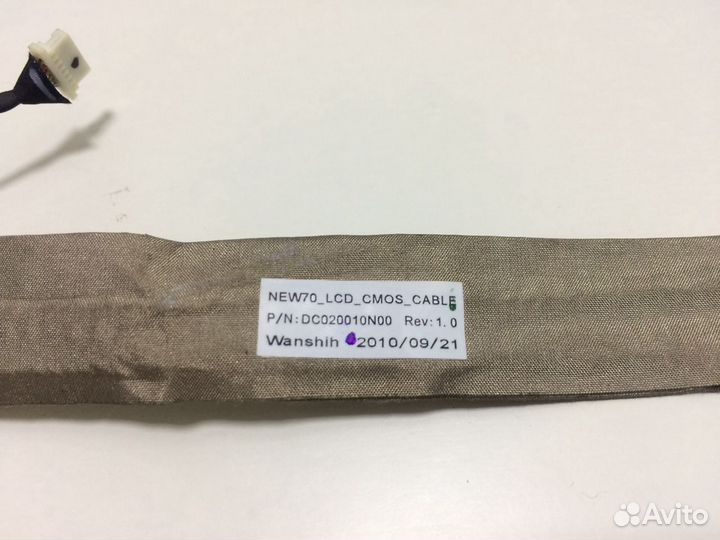 NEW70_LCD_CMOS_CABLE
P/N:DC020010N00 Rev:1.0
Wanshih 2010/09/21
Avito